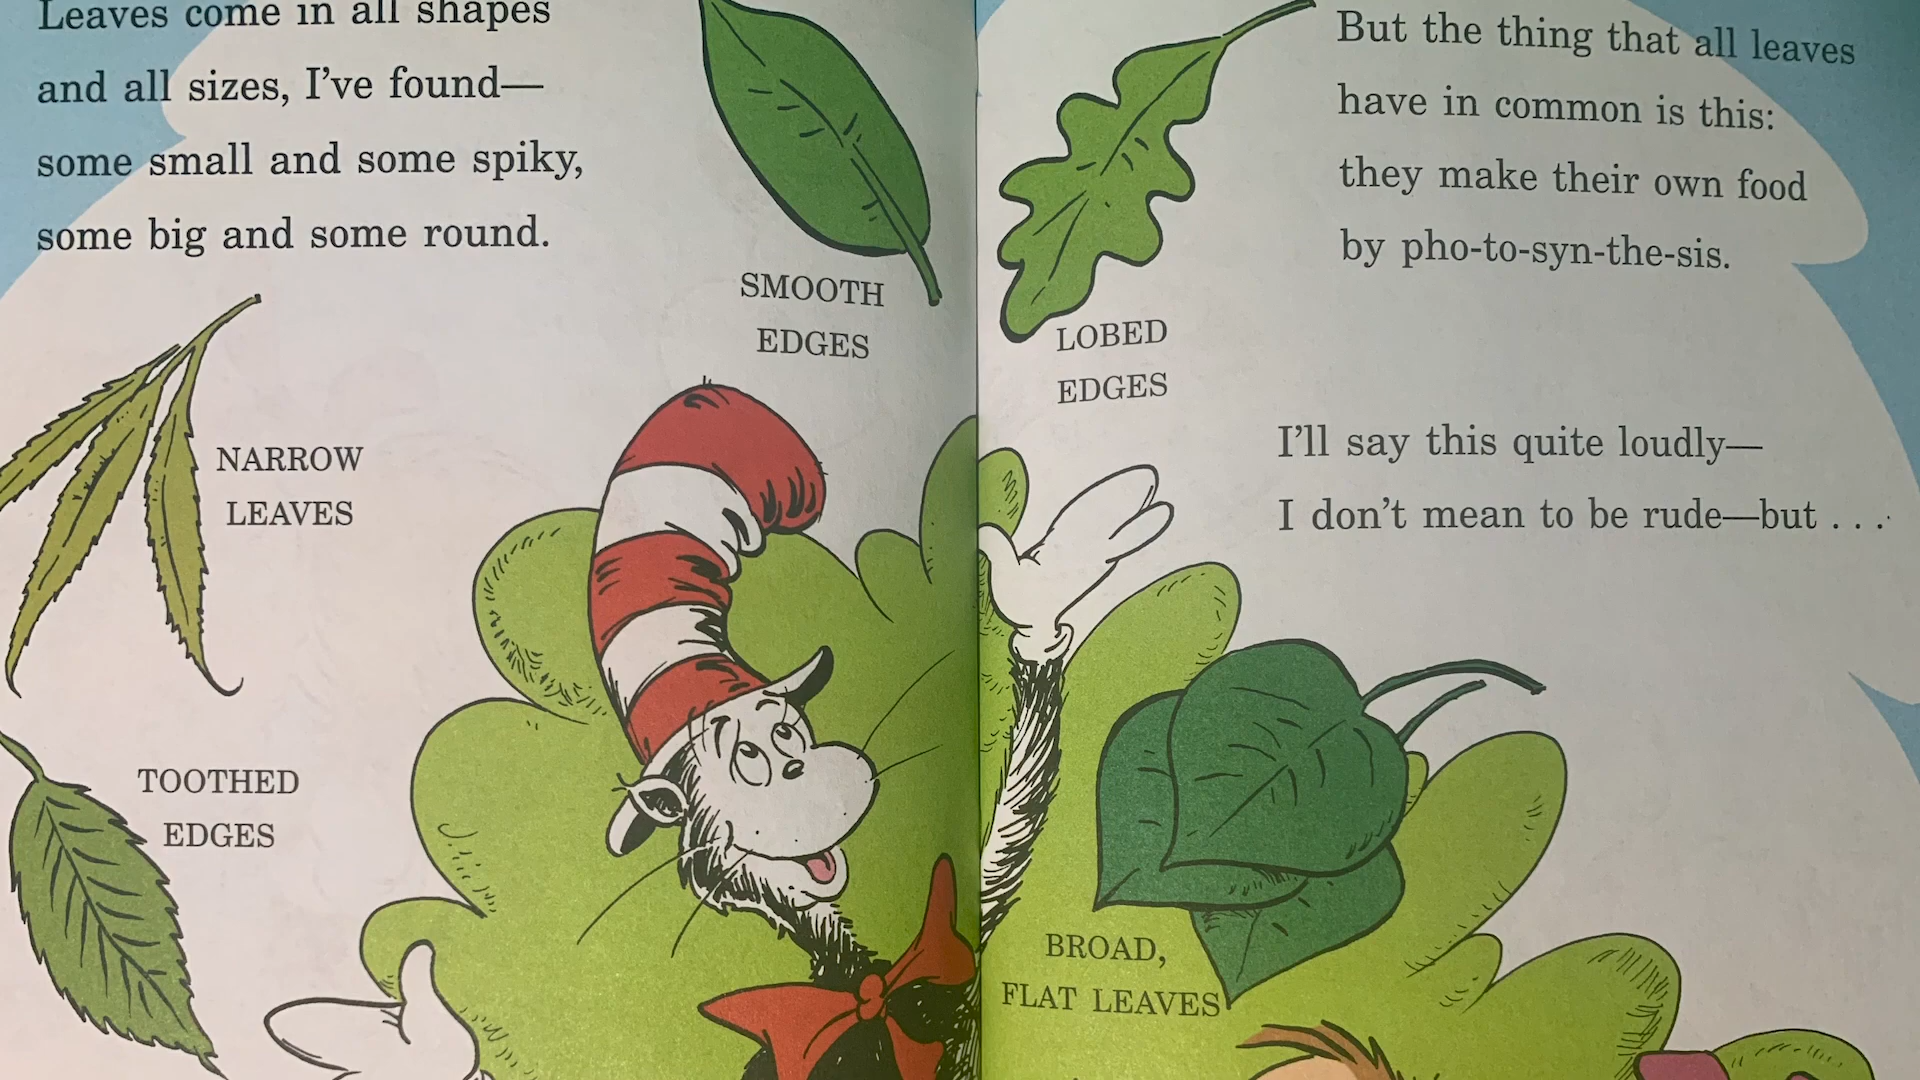 Leaves come in all shapes
and all sizes, I've found—
some small and some spiky,
some big and some round.
SMOOTH
EDGES
NARROW
LEAVES
TOOTHED
EDGES
But the thing that all leaves
have in common is this:
they make their own food
by pho-to-syn-the-sis.
LOBED
EDGES
I'll say this quite loudly—
I don't mean to be rude—but . . .
BROAD,
FLAT LEAVES